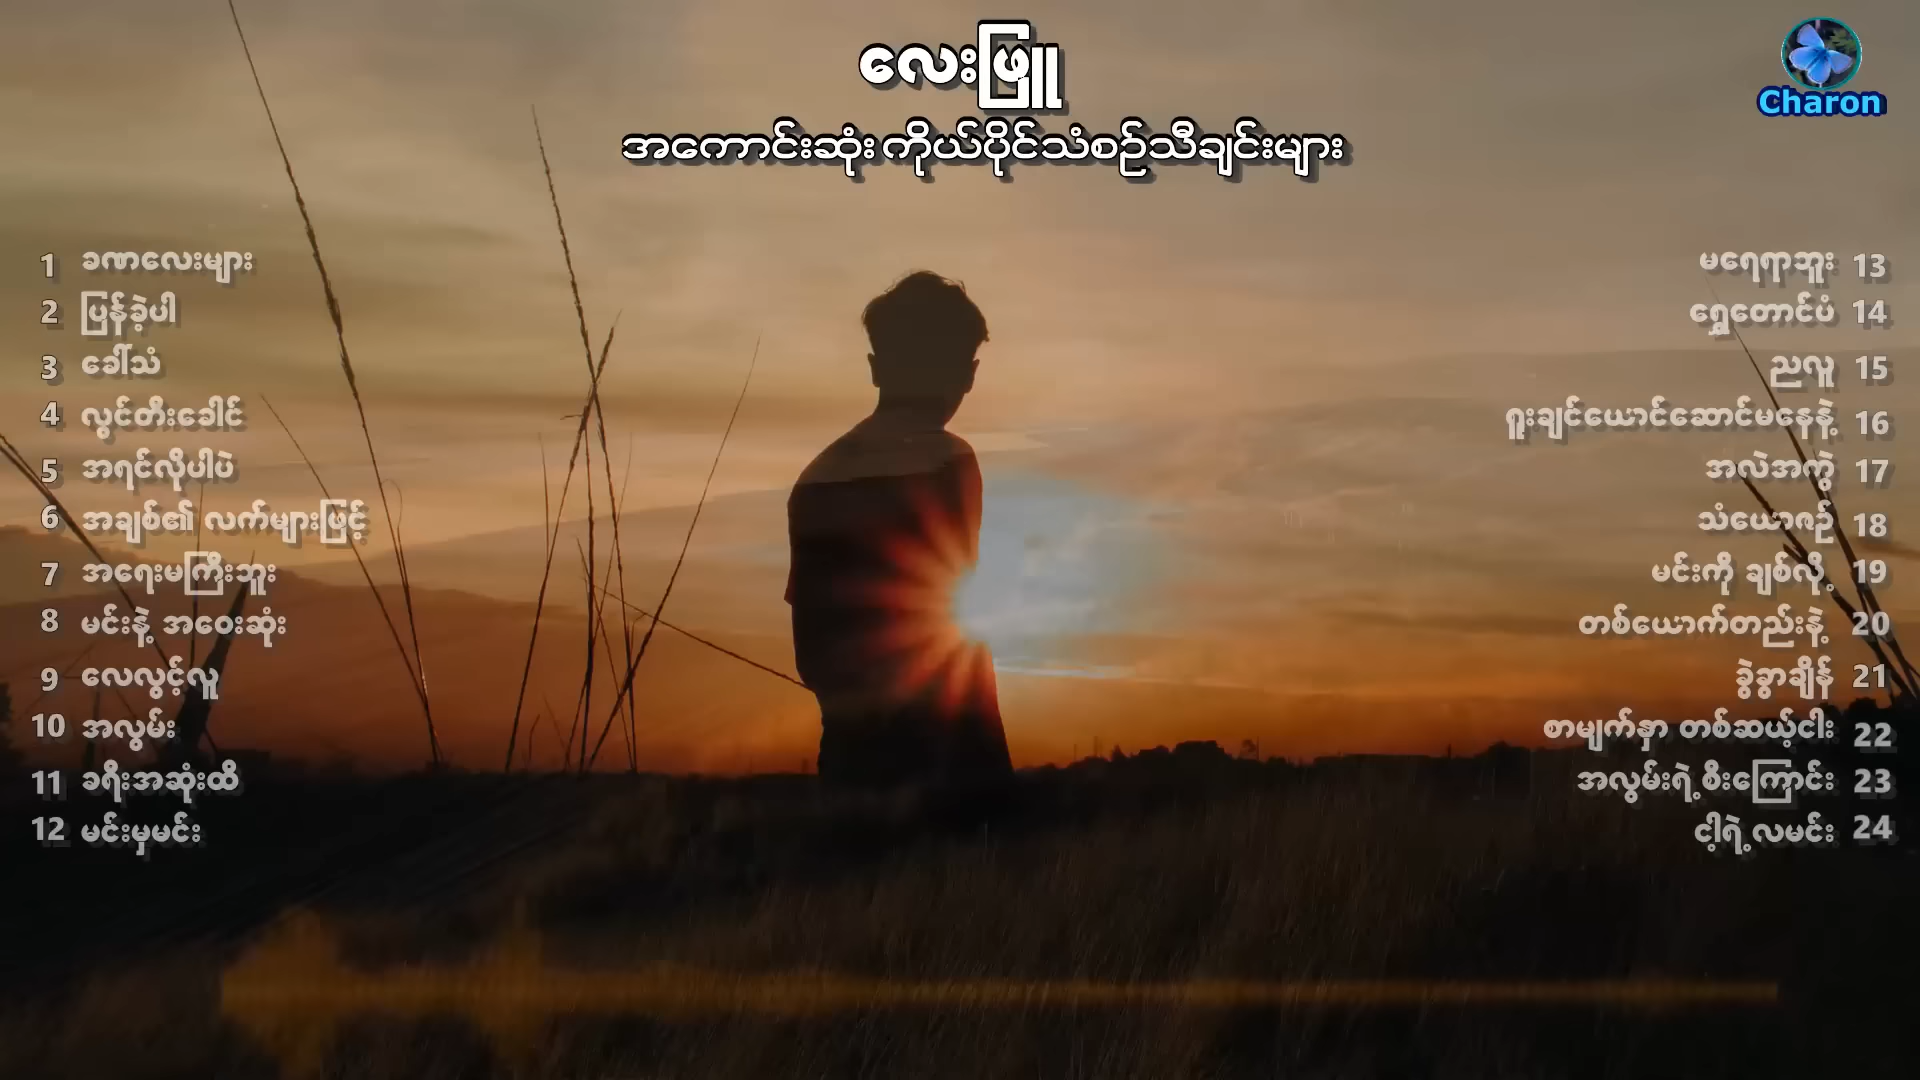 လေးဖြူ
အကောင်းဆုံး ကိုယ်ပိုင်သံစဉ်သီချင်းများ
Charon
1 ခဏလေးများ
2 ပြန်ခဲ့ပါ
3 ခေါ်သံ
4 လွင်တီးခေါင်
5 အရင်လိုပါပဲ
6 အချစ်၏ လက်များဖြင့်
7 အရေးမကြီးဘူး
8 မင်းနဲ့ အဝေးဆုံး
9 လေလွင့်လူ
10 အလွမ်း
11 ခရီးအဆုံးထိ
12 မင်းမှမင်း
မရေရာဘူး 13
ရွှေတောင်ပံ 14
ညလူ 15
ရူးချင်ယောင်ဆောင်မနေနဲ့ 16
အလဲအကွဲ 17
သံယောဇဉ် 18
မင်းကို ချစ်လို့ 19
တစ်ယောက်တည်းနဲ့ 20
ခွဲခွာချိန် 21
စာမျက်နှာ တစ်ဆယ့်ငါး 22
အလွမ်းရဲ့စီးကြောင်း 23
ငါ့ရဲ့လမင်း 24